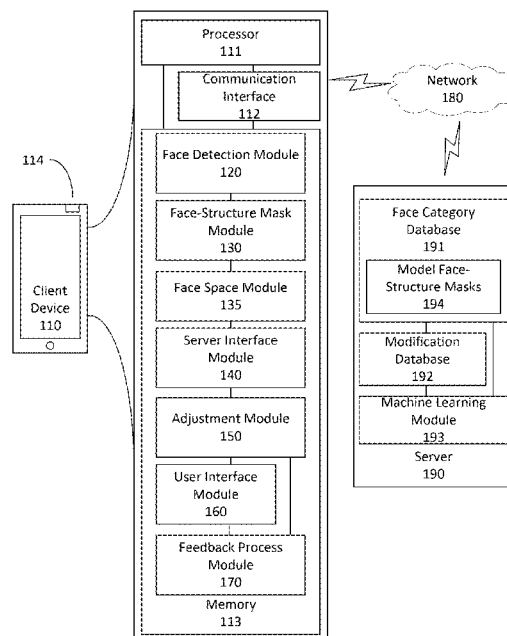 Processor
111
Communication
Interface
112
Network
180
114
Client
Device
110
Face Detection Module
120
Face-Structure Mask
Module
130
Face Space Module
135
Server Interface
Module
140
Adjustment Module
150
User Interface
Module
160
Feedback Process
Module
170
Memory
113
Face Category
Database
191
Model Face-
Structure Masks
194
Modification
Database
192
Machine Learning
Module
193
Server
190